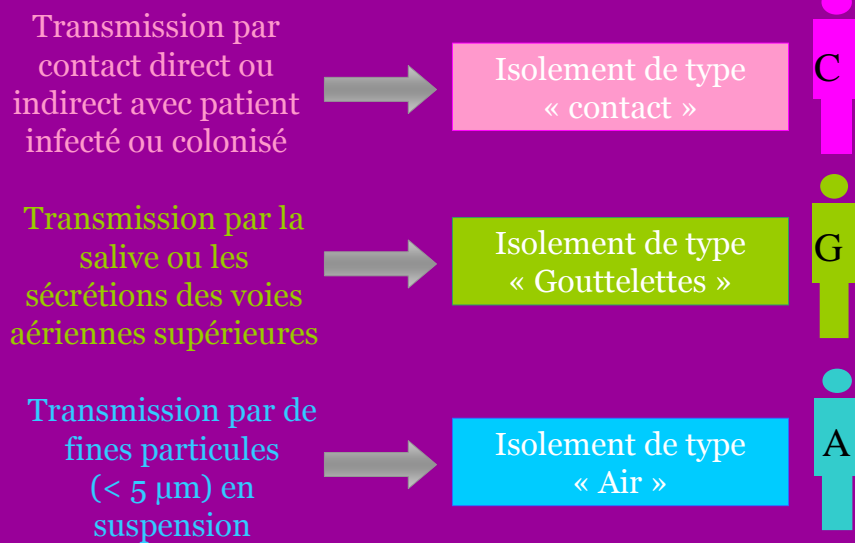 Transmission par
contact direct ou
indirect avec patient
infecté ou colonisé
Isolement de type
« contact »
C
Transmission par la
salive ou les
sécrétions des voies
aériennes supérieures
Isolement de type
« Gouttelettes »
G
Transmission par de
fines particules
(< 5 µm) en
suspension
Isolement de type
« Air »
A